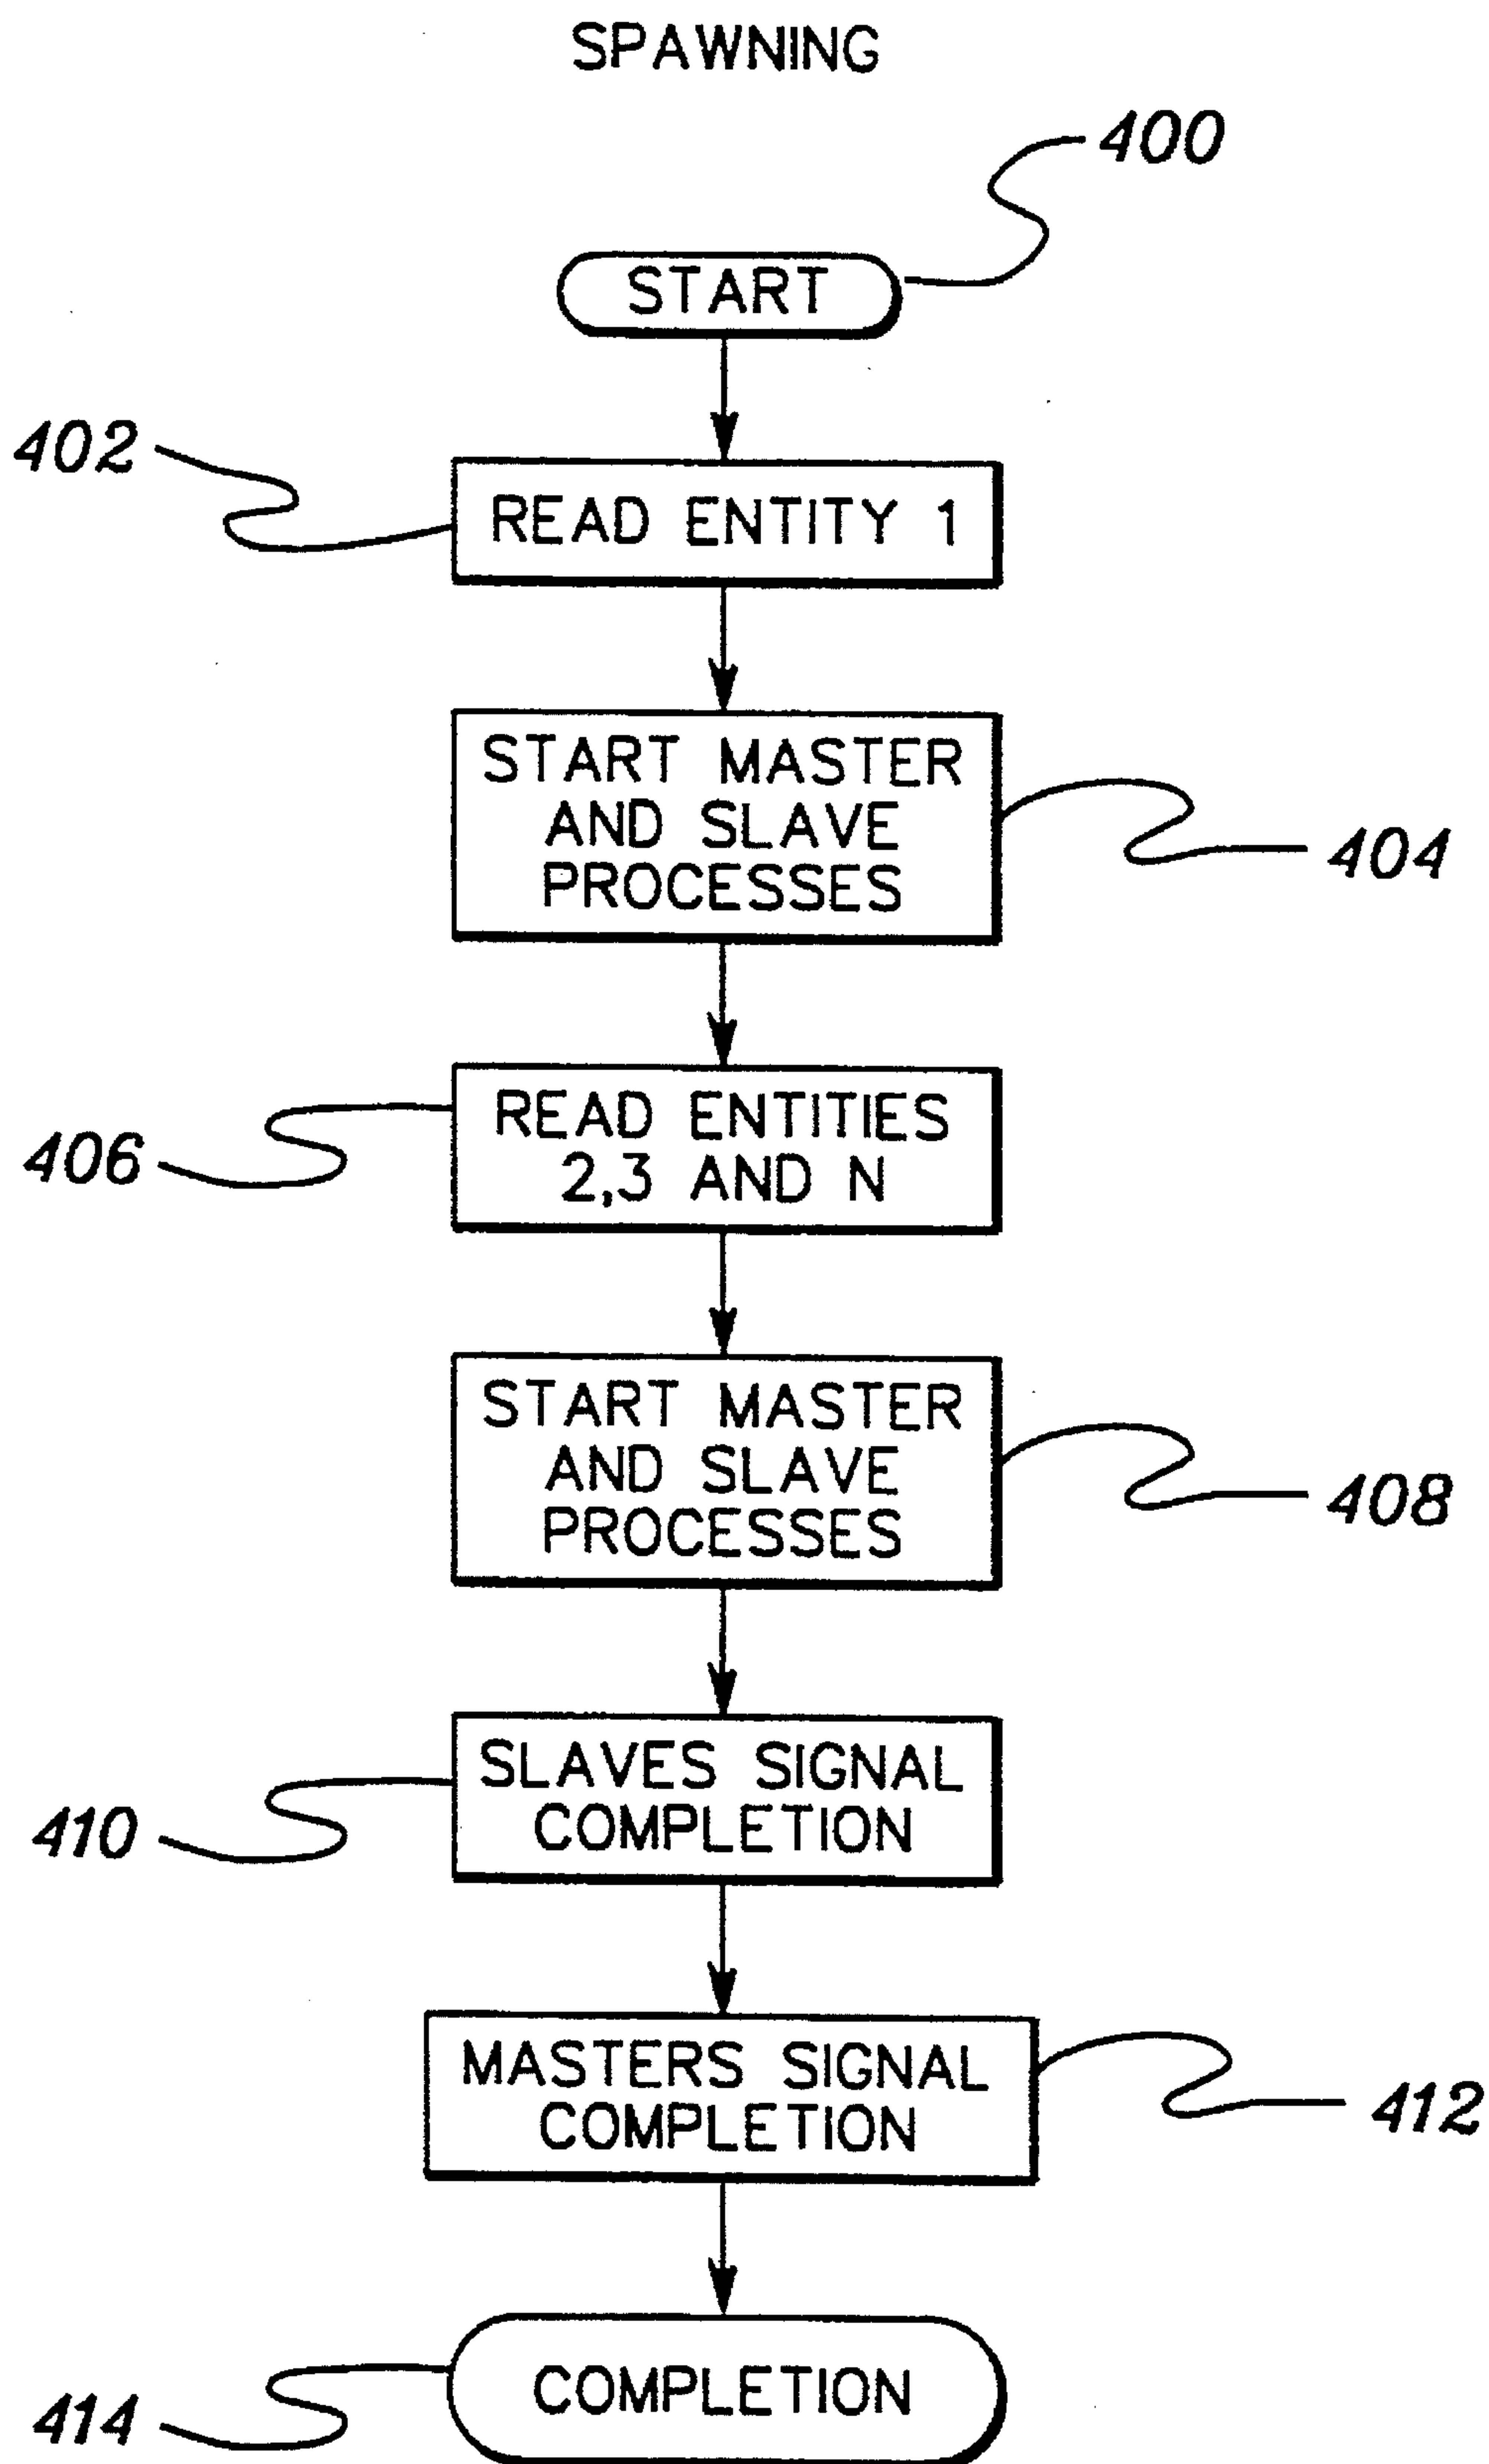 SPAWNING
400
START
402
READ ENTITY 1
START MASTER
AND SLAVE
PROCESSES
404
READ ENTITIES
2,3 AND N
406
START MASTER
AND SLAVE
PROCESSES
408
SLAVES SIGNAL
COMPLETION
410
MASTERS SIGNAL
COMPLETION
412
COMPLETION
414